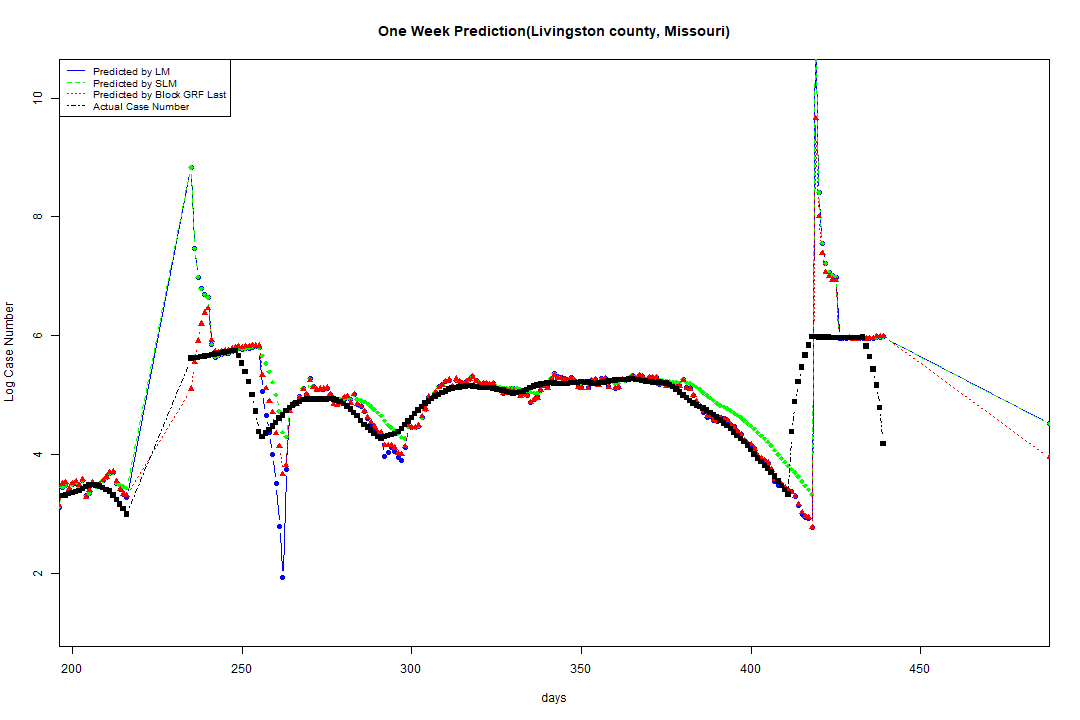 One Week Prediction(Livingston county, Missouri)
Predicted by LM
Predicted by SLM
Predicted by Block GRF Last
Actual Case Number
Log Case Number
10
8
6
4
2
200 250 300 350 400 450
days